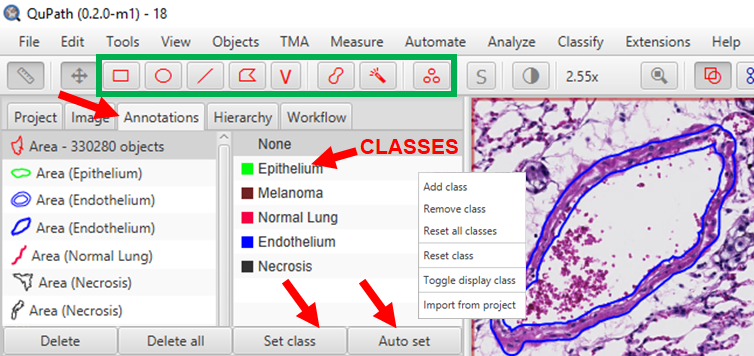 QuPath (0.2.0-m1) - 18
File Edit Tools View Objects TMA Measure Automate Analyze Classify Extensions Help
S 2.55x
Project Image Annotations Hierarchy Workflow
Area - 330280 objects
Area (Epithelium)
Area (Endothelium)
Area (Endothelium)
Area (Normal Lung)
Area (Necrosis)
Area (Necrosis)
None
CLASSES
Epithelium
Melanoma
Normal Lung
Endothelium
Necrosis
Add class
Remove class
Reset all classes
Reset class
Toggle display class
Import from project
Delete Delete all Set class Auto set